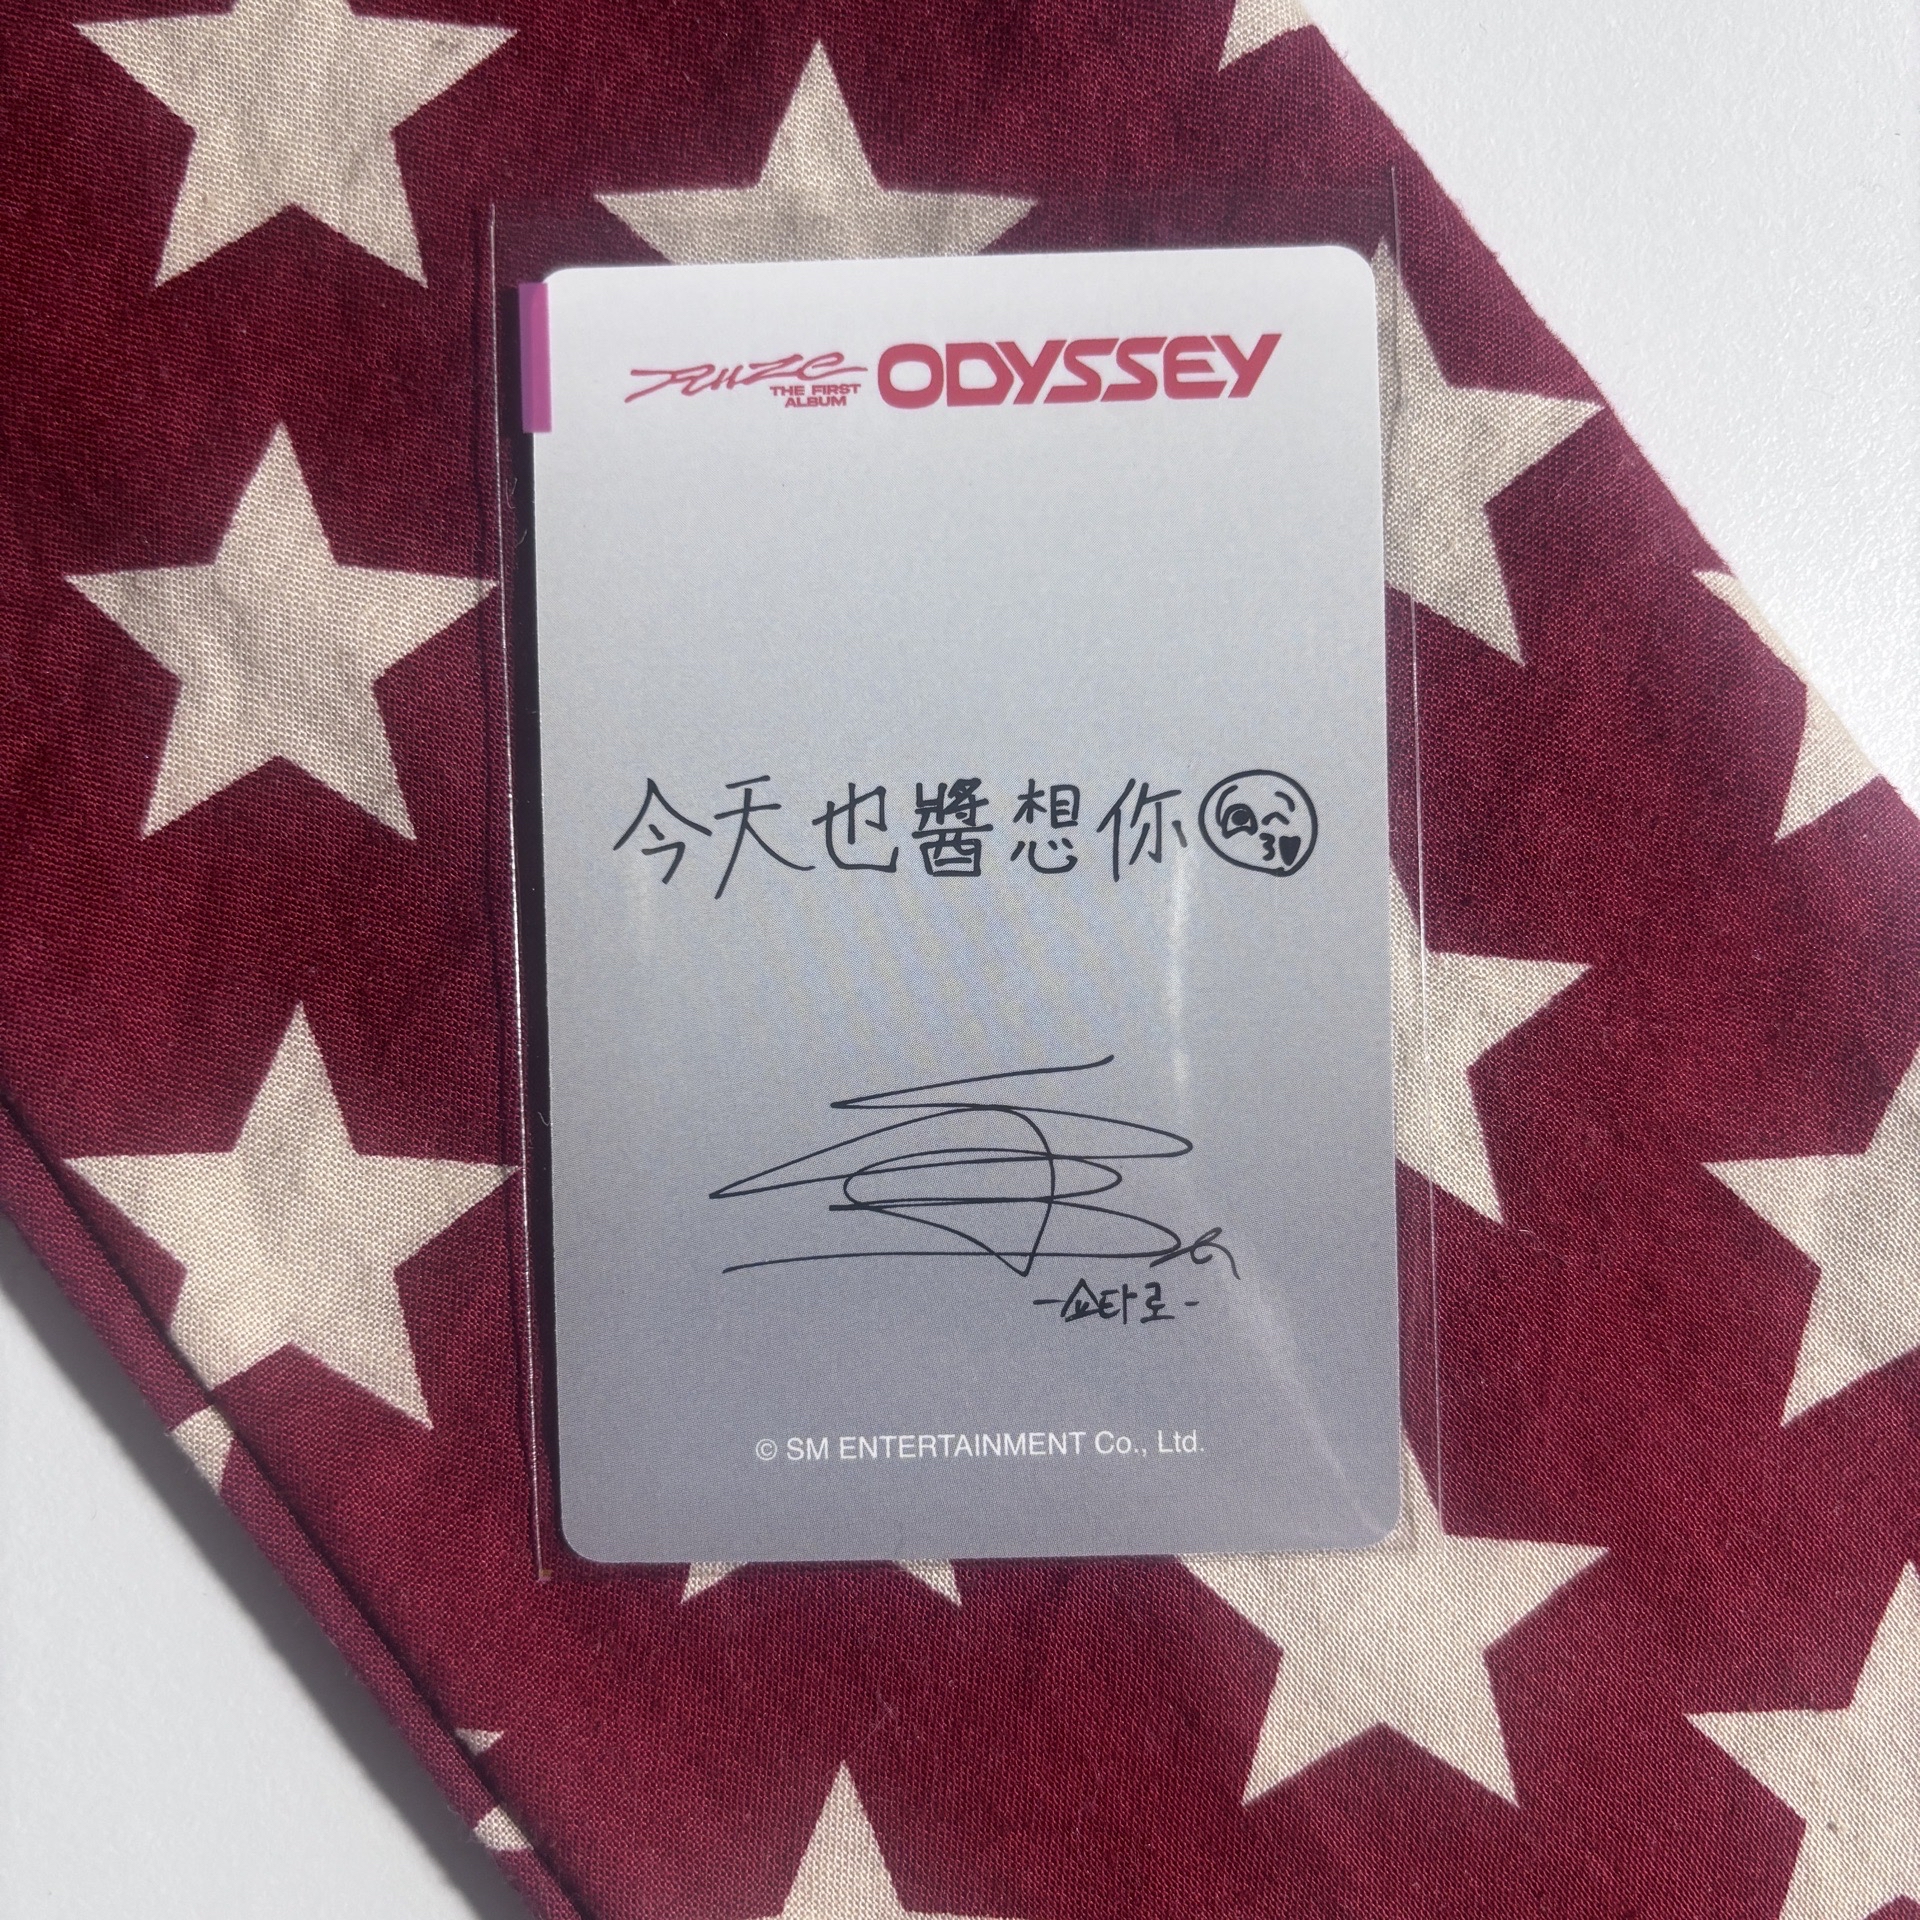 RIIZE THE FIRST ALBUM ODYSSEY
今天也醬想你
-쇼타로-
© SM ENTERTAINMENT Co., Ltd.